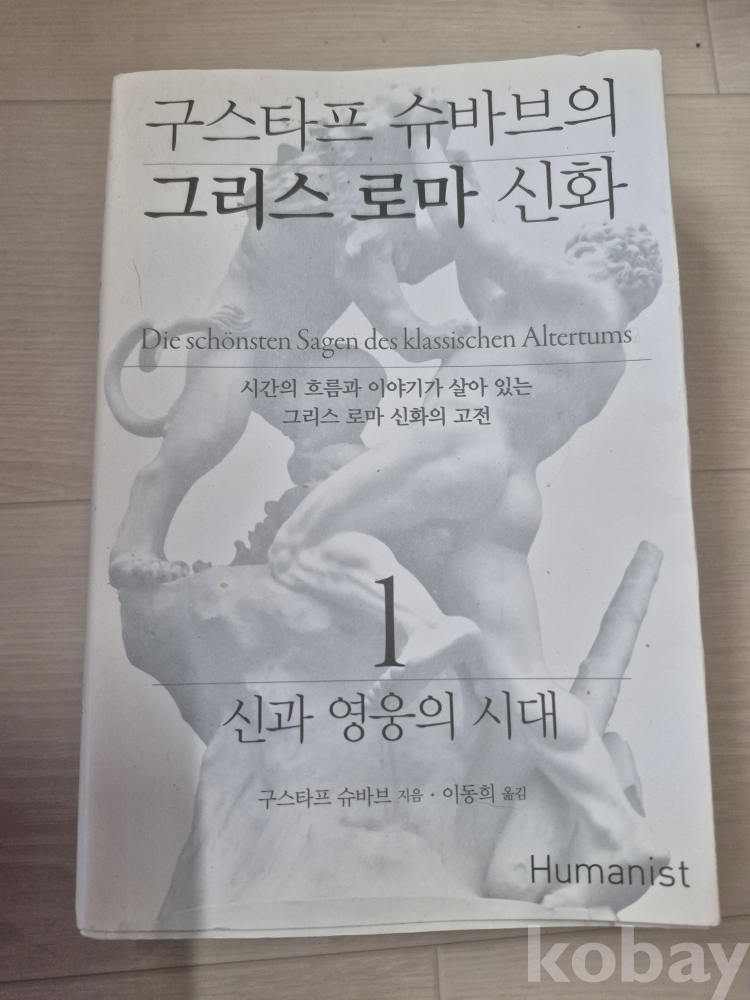 구스타프 슈바브의
그리스 로마 신화
Die schönsten Sagen des klassischen Altertums
시간의 흐름과 이야기가 살아 있는
그리스 로마 신화의 고전
1
신과 영웅의 시대
구스타프 슈바브 지음 · 이동희 옮김
Humanist
kobay